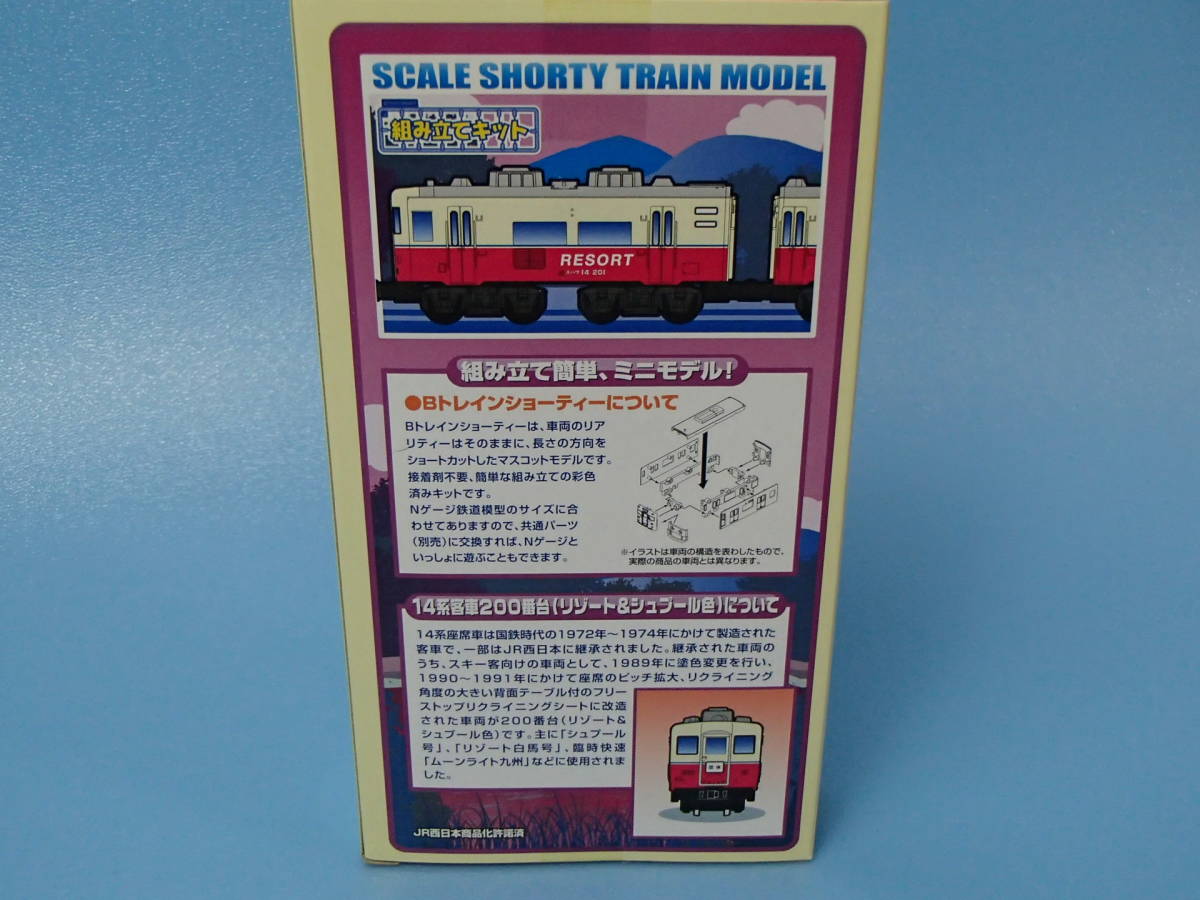 SCALE SHORTY TRAIN MODEL
組み立てキット
RESORT
スハフ14 201
組み立て簡単、ミニモデル!
●Bトレインショーティーについて
Bトレインショーティーは、車両のリア
リティーはそのままに、長さの方向を
ショートカットしたマスコットモデルです。
接着剤不要、簡単な組み立ての彩色
済みキットです。
Nゲージ鉄道模型のサイズに合
わせてありますので、共通パーツ
(別売)に交換すれば、Nゲージと
いっしょに遊ぶこともできます。
※イラストは車両の構造を表わしたもので、
実際の商品の車両とは異なります。
14系客車200番台(リゾート&シュプール色)について
14系座席車は国鉄時代の1972年~1974年にかけて製造された
客車で、一部はJR西日本に継承されました。継承された車両の
うち、スキー客向けの車両として、1989年に塗色変更を行い、
1990~1991年にかけて座席のピッチ拡大、リクライニング
角度の大きい背面テーブル付のフリー
ストップリクライニングシートに改造
された車両が200番台(リゾート&
シュプール色)です。主に「シュプール
号」、「リゾート白馬号」、臨時快速
「ムーンライト九州」などに使用されま
した。
JR西日本商品化許諾済